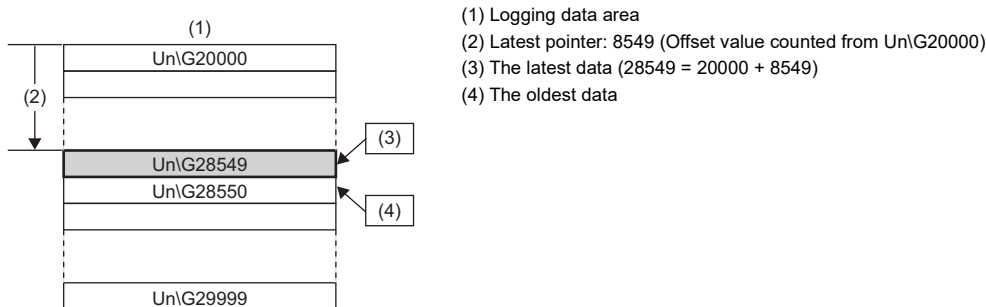 (1)
Un\G20000
(2)
(3)
Un\G28549
Un\G28550
(4)
Un\G29999
(1) Logging data area
(2) Latest pointer: 8549 (Offset value counted from Un\G20000)
(3) The latest data (28549 = 20000 + 8549)
(4) The oldest data